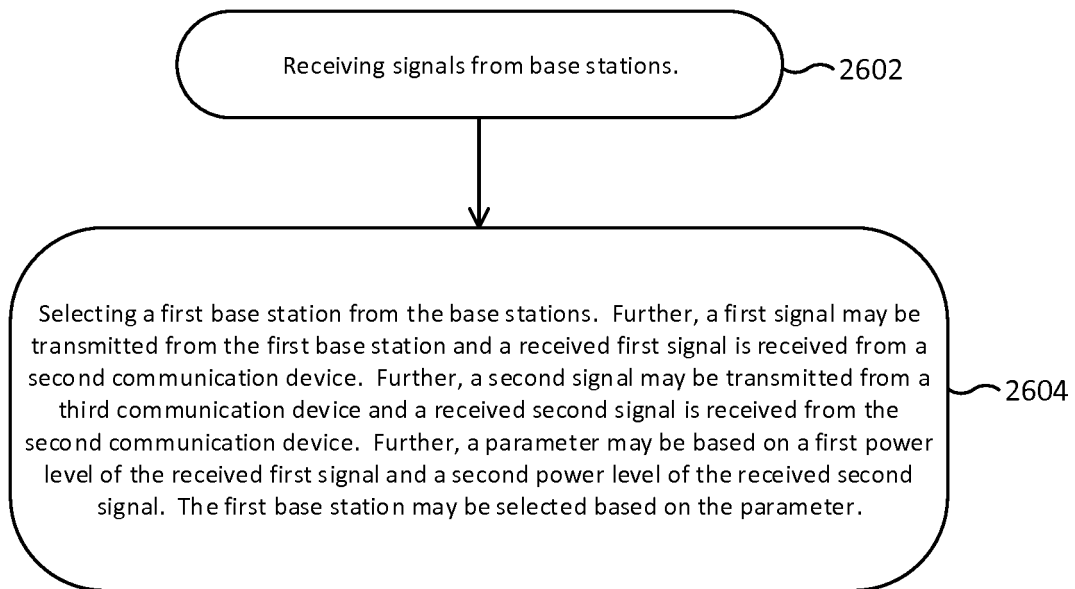 Receiving signals from base stations.
2602
Selecting a first base station from the base stations.  Further, a first signal may be
transmitted from the first base station and a received first signal is received from a
second communication device.  Further, a second signal may be transmitted from a
third communication device and a received second signal is received from the
second communication device.  Further, a parameter may be based on a first power
level of the received first signal and a second power level of the received second
signal.  The first base station may be selected based on the parameter.
2604